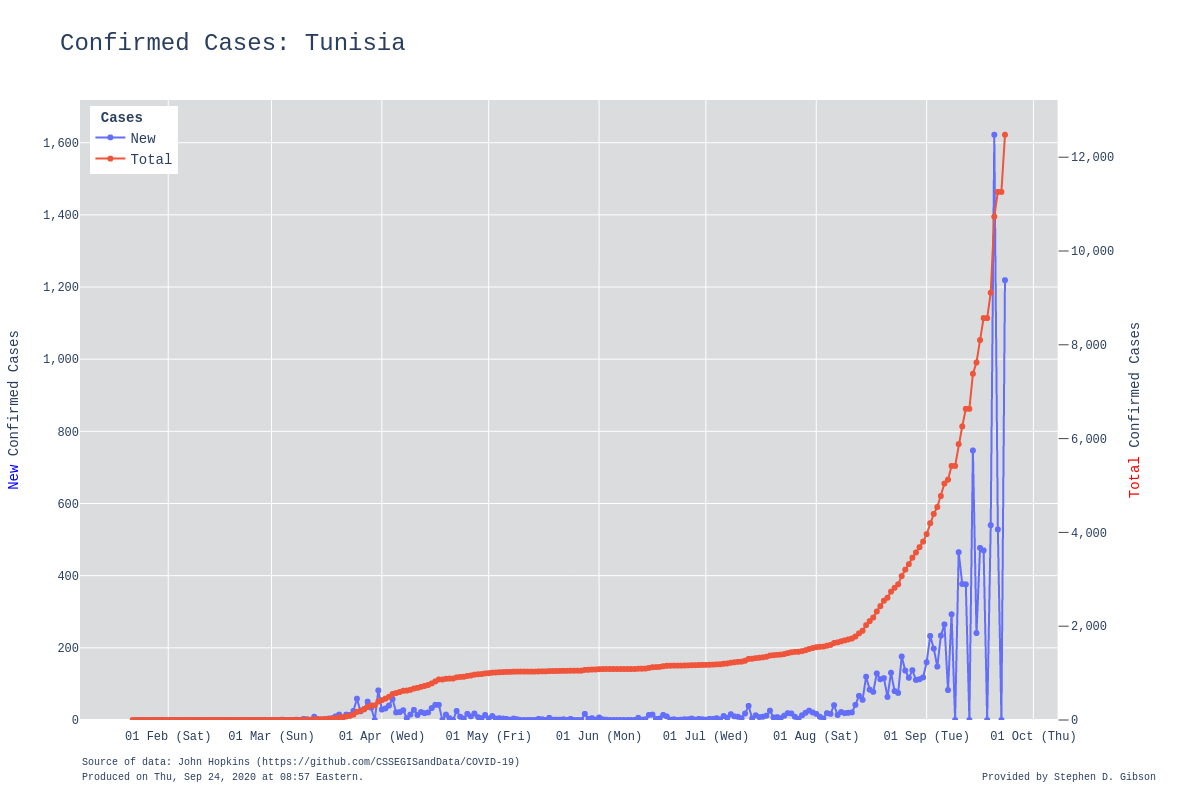 Confirmed Cases: Tunisia
Cases
New
Total
1,600
1,400
1,200
1,000
800
600
400
200
0
New Confirmed Cases
12,000
10,000
8,000
6,000
4,000
2,000
0
Total Confirmed Cases
01 Feb (Sat) 01 Mar (Sun) 01 Apr (Wed) 01 May (Fri) 01 Jun (Mon) 01 Jul (Wed) 01 Aug (Sat) 01 Sep (Tue) 01 Oct (Thu)
Source of data: John Hopkins (https://github.com/CSSEGISandData/COVID-19)
Produced on Thu, Sep 24, 2020 at 08:57 Eastern.
Provided by Stephen D. Gibson